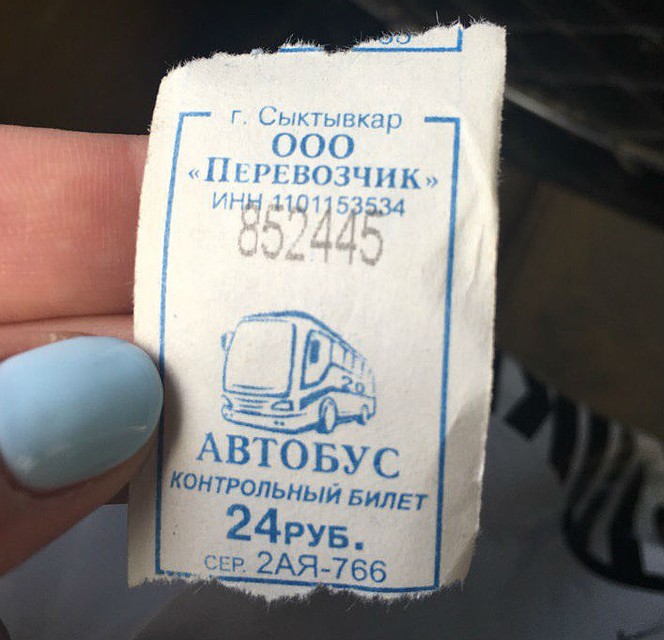 г. Сыктывкар
ООО
«ПЕРЕВОЗЧИК»
ИНН 1101153534
852445
20
АВТОБУС
КОНТРОЛЬНЫЙ БИЛЕТ
24РУБ.
СЕР. 2АЯ-766